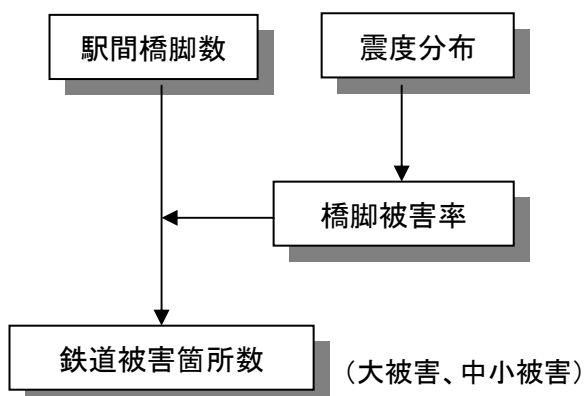 駅間橋脚数
震度分布
橋脚被害率
鉄道被害箇所数
（大被害、中小被害）